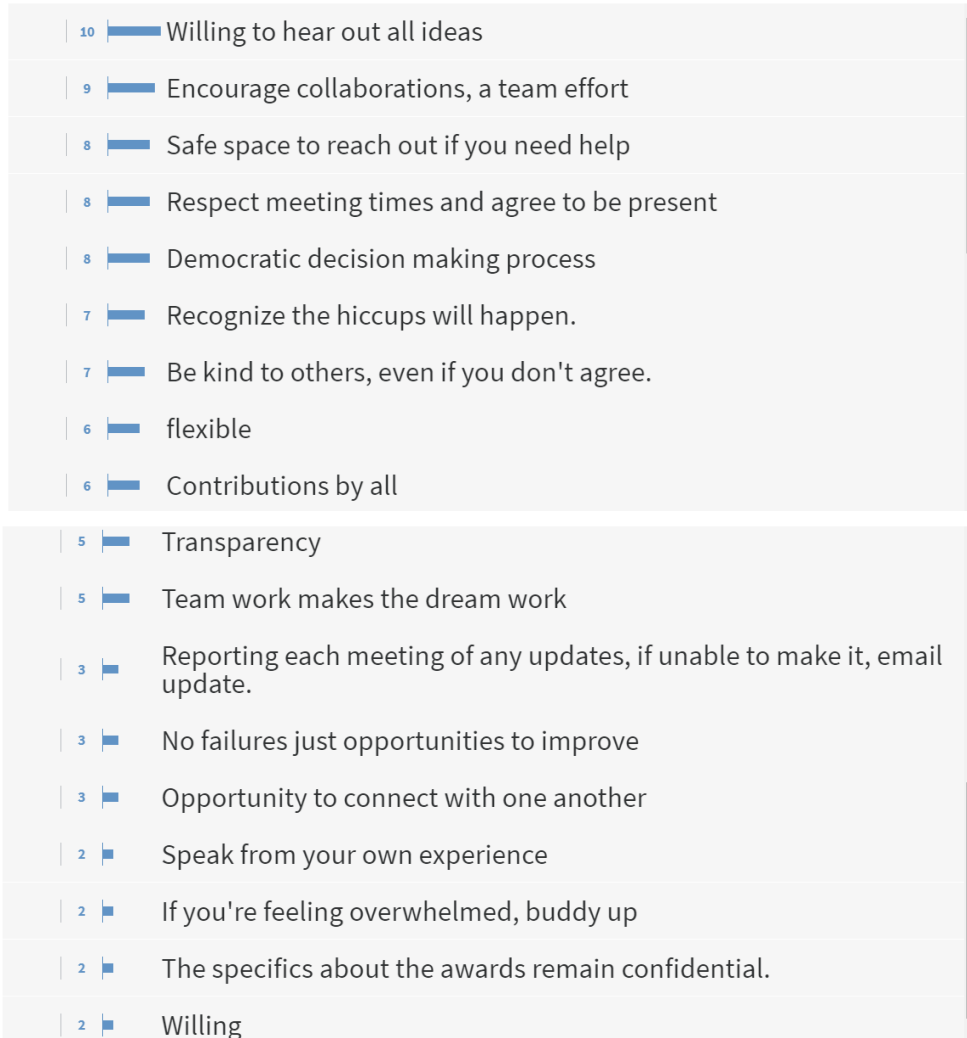 10 Willing to hear out all ideas
9 Encourage collaborations, a team effort
8 Safe space to reach out if you need help
8 Respect meeting times and agree to be present
8 Democratic decision making process
7 Recognize the hiccups will happen.
7 Be kind to others, even if you don't agree.
6 flexible
6 Contributions by all
5 Transparency
5 Team work makes the dream work
3 Reporting each meeting of any updates, if unable to make it, email
update.
3 No failures just opportunities to improve
3 Opportunity to connect with one another
2 Speak from your own experience
2 If you're feeling overwhelmed, buddy up
2 The specifics about the awards remain confidential.
2 Willing